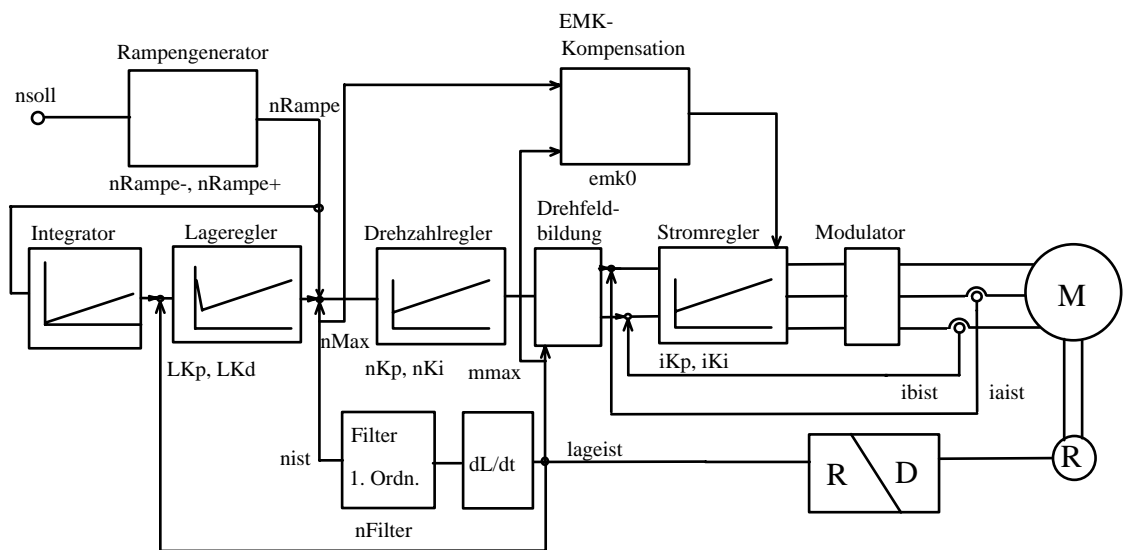 EMK-
Kompensation
Rampengenerator
nsoll
nRampe
nRampe-, nRampe+
emk0
Drehfeld-
bildung
Integrator
Lageregler
Drehzahlregler
Stromregler
Modulator
M
nMax
LKp, LKd
nKp, nKi
mmax
iKp, iKi
ibist
iaist
Filter
1. Ordn.
dL/dt
nist
lageist
R
D
R
nFilter